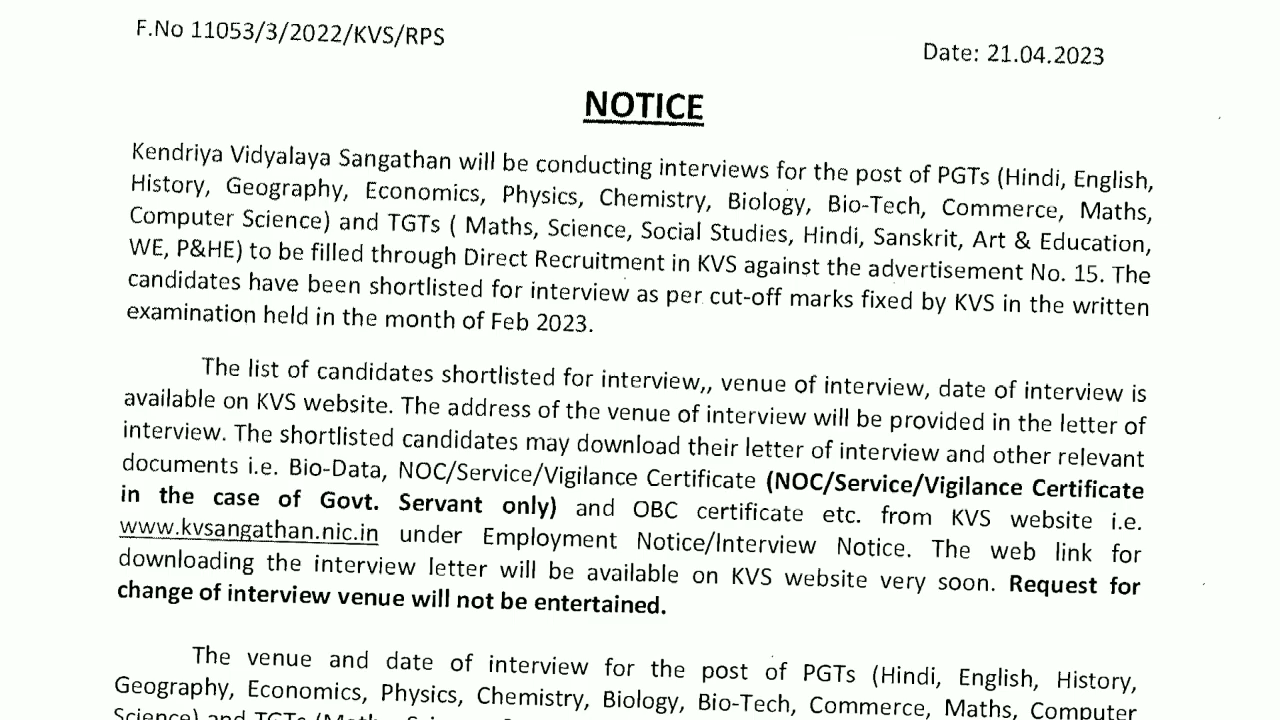 F.No 11053/3/2022/KVS/RPS
Date: 21.04.2023
NOTICE
Kendriya Vidyalaya Sangathan will be conducting interviews for the post of PGTs (Hindi, English,
History, Geography, Economics, Physics, Chemistry, Biology, Bio-Tech, Commerce, Maths,
Computer Science) and TGTs ( Maths, Science, Social Studies, Hindi, Sanskrit, Art & Education,
WE, P&HE) to be filled through Direct Recruitment in KVS against the advertisement No. 15. The
candidates have been shortlisted for interview as per cut-off marks fixed by KVS in the written
examination held in the month of Feb 2023.
The list of candidates shortlisted for interview,, venue of interview, date of interview is
available on KVS website. The address of the venue of interview will be provided in the letter of
interview. The shortlisted candidates may download their letter of interview and other relevant
documents i.e. Bio-Data, NOC/Service/Vigilance Certificate (NOC/Service/Vigilance Certificate
in the case of Govt. Servant only) and OBC certificate etc. from KVS website i.e.
www.kvsangathan.nic.in under Employment Notice/Interview Notice. The web link for
downloading the interview letter will be available on KVS website very soon. Request for
change of interview venue will not be entertained.
The venue and date of interview for the post of PGTs (Hindi, English, History,
Geography, Economics, Physics, Chemistry, Biology, Bio-Tech, Commerce, Maths, Computer
Science) and TGTs (Maths, Science,